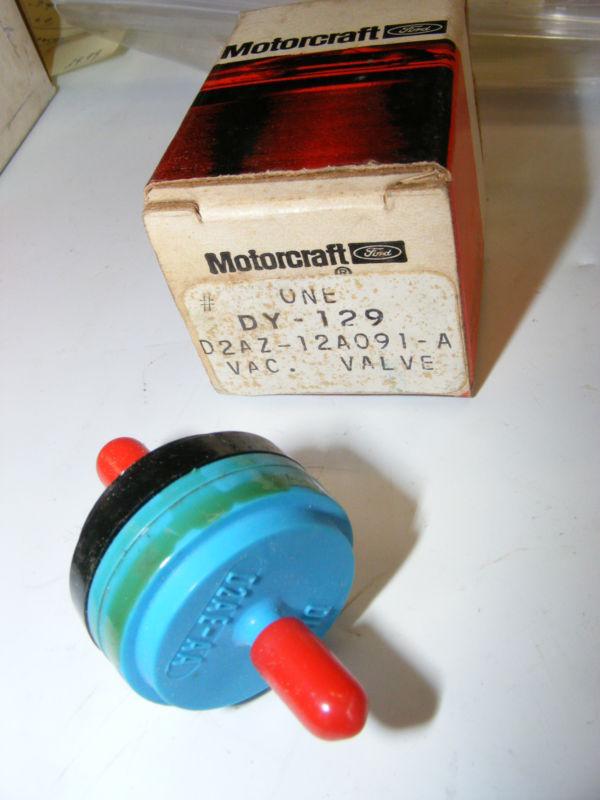 Motorcraft Ford
Motorcraft Ford
®
# ONE
DY-129
D2AZ-12A091-A
VAC. VALVE